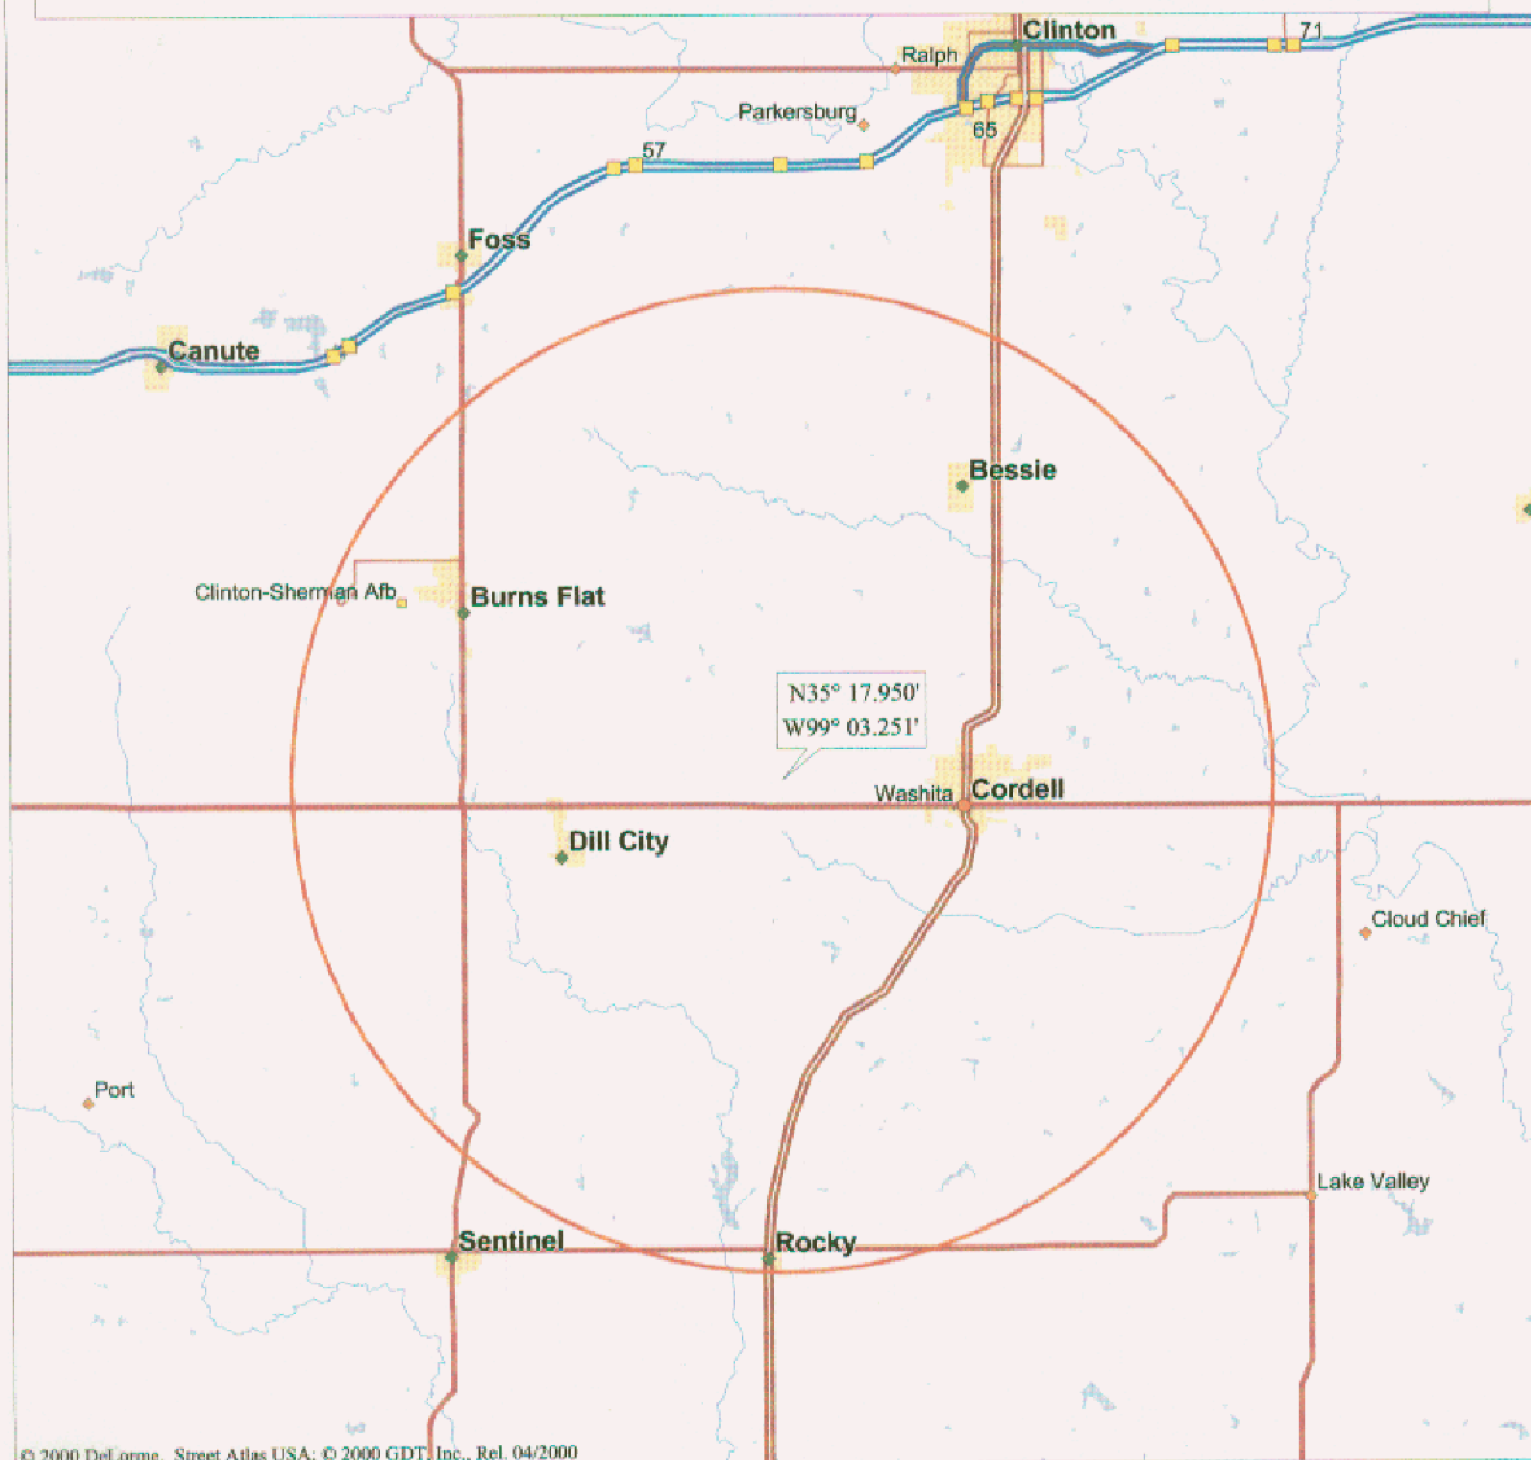 Clinton
71
Ralph
Parkersburg
65
57
Foss
Canute
Bessie
Clinton-Sherman Afb
Burns Flat
N35° 17.950'
W99° 03.251'
Washita
Cordell
Dill City
Cloud Chief
Port
Lake Valley
Sentinel
Rocky
© 2000 DeLorme. Street Atlas USA; © 2000 GDT, Inc., Rel. 04/2000